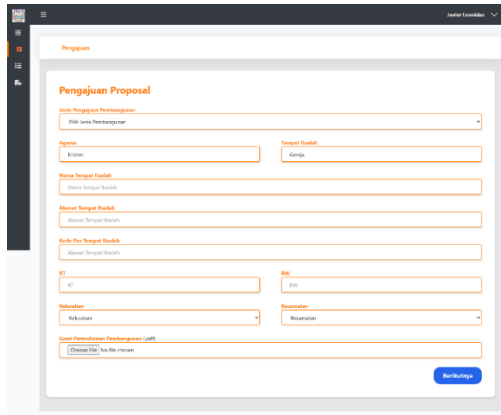 Javier Leseklas
Pengajuan
Pengajuan Proposal
Jenis Pengajuan Pembangunan
Pilih Jenis Pembangunan
Agama
Tempat Ibadah
Kristen
Gereja
Nama Tempat Ibadah
Nama Tempat Ibadah
Alamat Tempat Ibadah
Alamat Tempat Ibadah
Kode Pos Tempat Ibadah
Alamat Tempat Ibadah
RT
RW
RT
RW
Kelurahan
Kecamatan
Kelurahan
Kecamatan
Surat Permohonan Pembangunan (.pdf)
Choose File No file chosen
Berikutnya